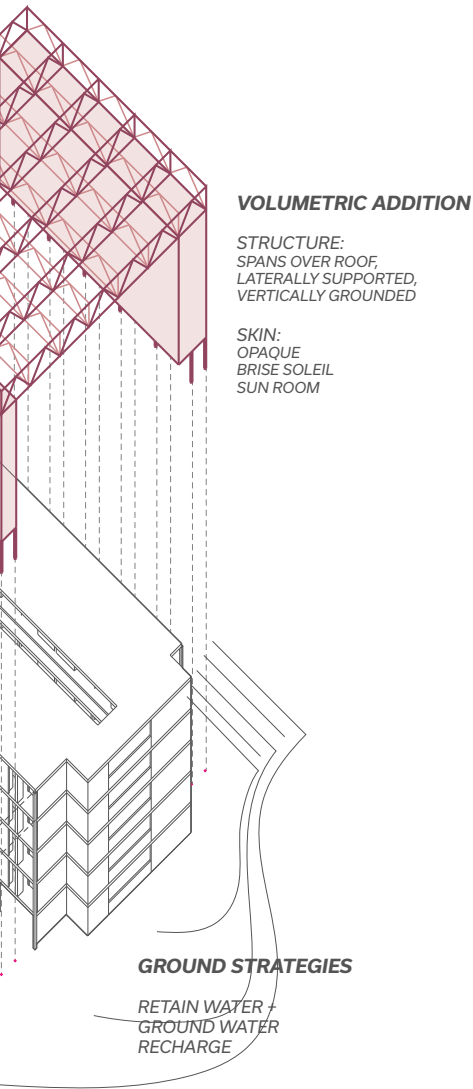 VOLUMETRIC ADDITION
STRUCTURE:
SPANS OVER ROOF,
LATERALLY SUPPORTED,
VERTICALLY GROUNDED
SKIN:
OPAQUE
BRISE SOLEIL
SUN ROOM
GROUND STRATEGIES
RETAIN WATER +
GROUND WATER
RECHARGE